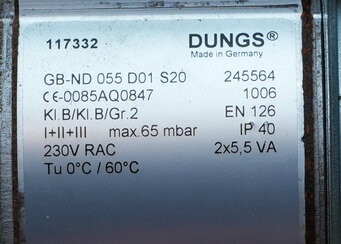 117332 DUNGS®
Made in Germany
GB-ND 055 D01 S20 245564
CE-0085AQ0847 1006
Kl.B/Kl.B/Gr.2 EN 126
I+II+III max.65 mbar IP 40
230V RAC 2x5,5 VA
Tu 0°C / 60°C